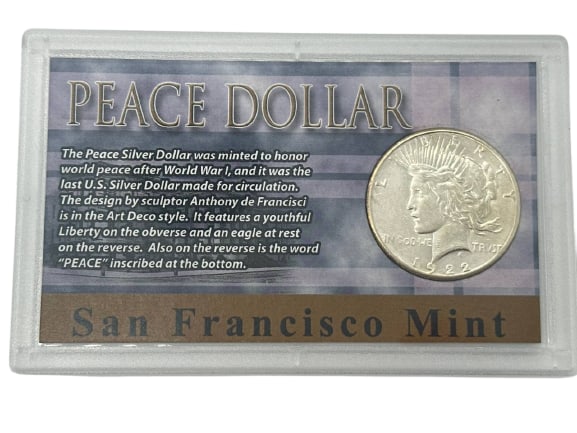 PEACE DOLLAR
The Peace Silver Dollar was minted to honor
world peace after World War I, and it was the
last U.S. Silver Dollar made for circulation.
The design by sculptor Anthony de Francisci
is in the Art Deco style. It features a youthful
Liberty on the obverse and an eagle at rest
on the reverse. Also on the reverse is the word
"PEACE" inscribed at the bottom.
LIBERTY
IN GOD WE TRVST
1922
San Francisco Mint